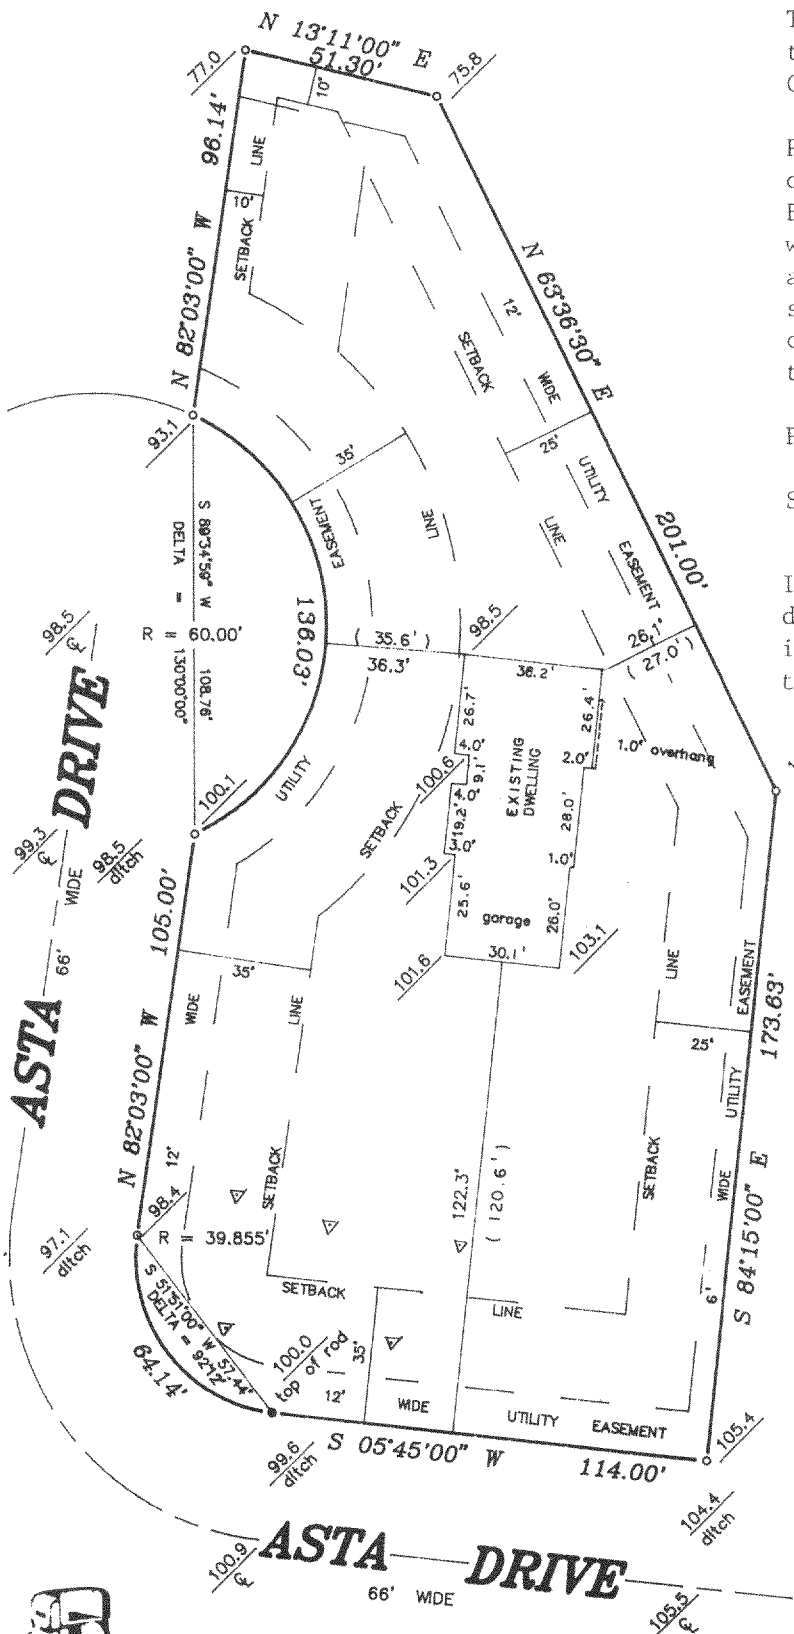 N 13°11'00" E
51.30'
77.0
75.8
10'
96.14'
N 82°03'00" W
LINE
10'
SETBACK
N 63°36'30" E
201.00'
12'
WIDE
UTILITY
EASEMENT
SETBACK
LINE
25'
93.1
35'
EASEMENT
LINE
S 89°34'59" W 108.76'
DELTA = 130°00'00"
R = 60.00'
136.03'
98.5
℄
98.5
( 35.6' )
36.3'
36.2'
26.1'
( 27.0' )
26.7'
26.4'
4.0'
9.1'
4.0'
19.2'
3.0'
25.6'
EXISTING
DWELLING
2.0'
1.0' overhang
28.0'
1.0'
26.0'
garage
30.1'
100.6
101.3
101.6
103.1
UTILITY
SETBACK
100.1
99.3
℄
98.5
ditch
ASTA DRIVE
66' WIDE
105.00'
N 82°03'00" W
35'
WIDE
LINE
12'
SETBACK
LINE
EASEMENT
25'
173.63'
UTILITY
SETBACK
WIDE
6'
S 84°15'00" E
98.4
97.1
ditch
R = 39.855'
S 51°51'00" W 57.44'
DELTA = 92°12'
64.14'
122.3'
( 120.6' )
SETBACK
LINE
100.0
top of rod
35'
12'
WIDE
UTILITY
EASEMENT
99.6
ditch
S 05°45'00" W
114.00'
105.4
104.4
ditch
100.9
℄
ASTA DRIVE
66' WIDE
105.5
℄